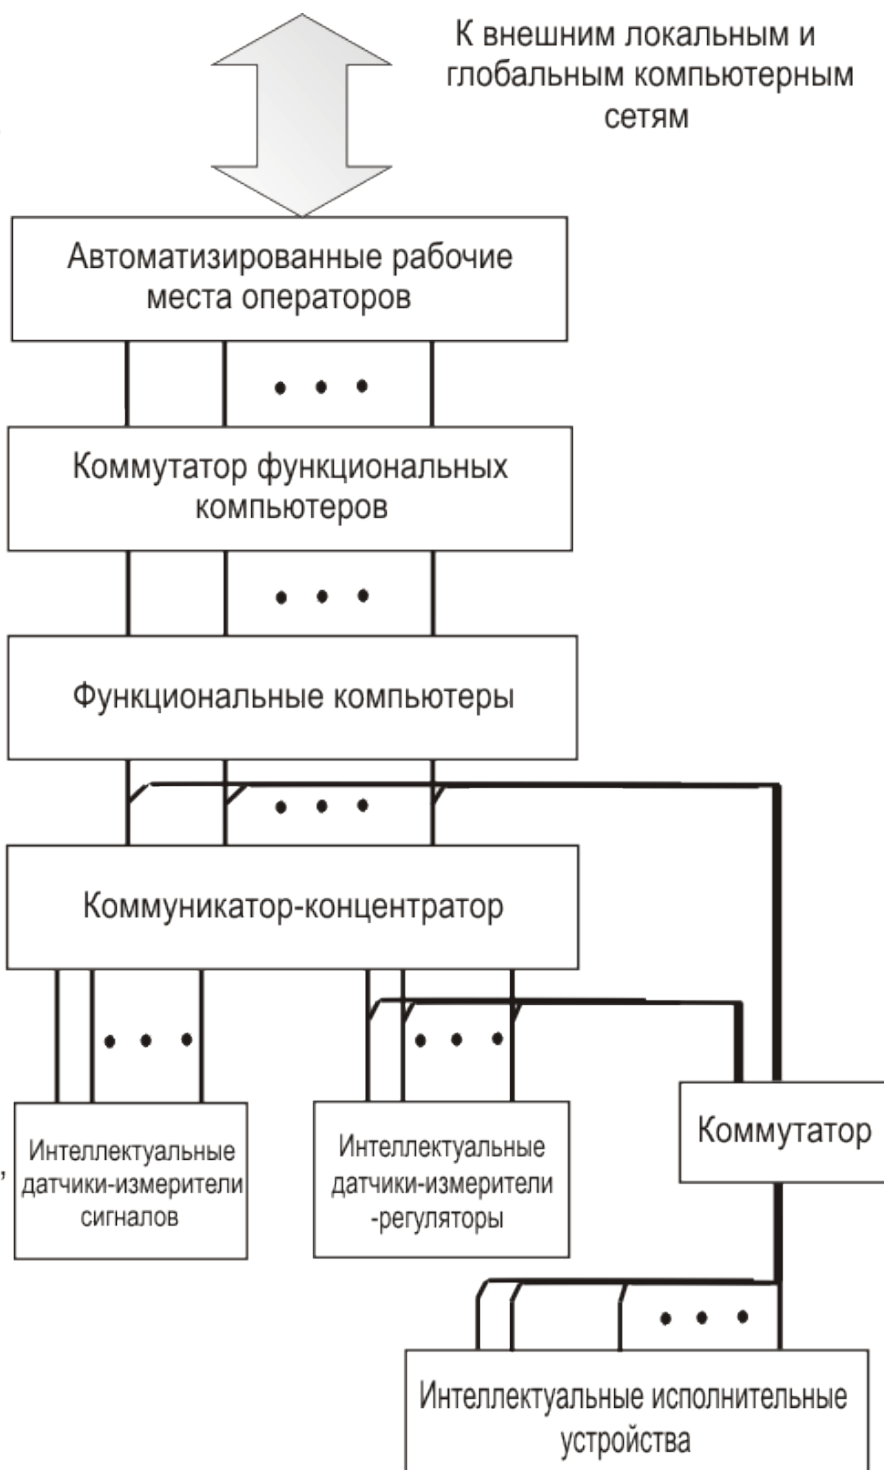 К внешним локальным и
глобальным компьютерным
сетям
Автоматизированные рабочие
места операторов
Коммутатор функциональных
компьютеров
Функциональные компьютеры
Коммуникатор-концентратор
Интеллектуальные
датчики-измерители
сигналов
,
Интеллектуальные
датчики-измерители
-регуляторы
Коммутатор
Интеллектуальные исполнительные
устройства